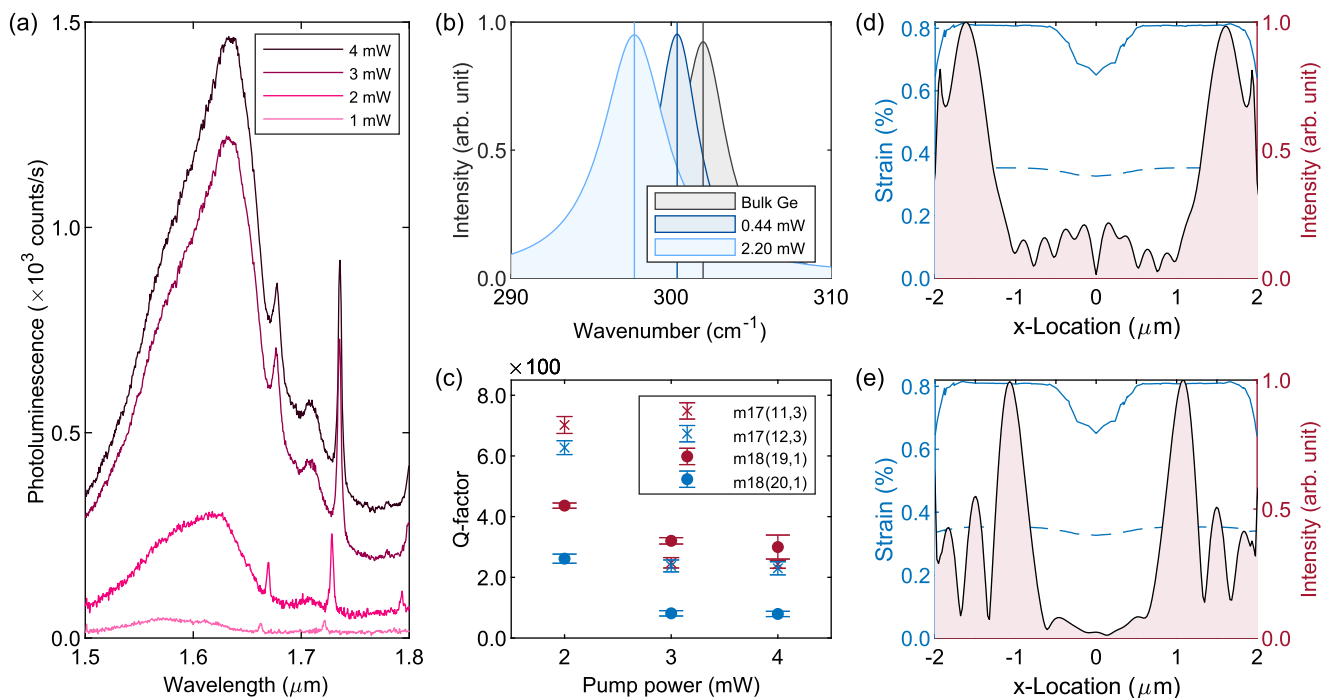 (a)
1.5
1.0
0.5
0.0
Photoluminescence (×10³ counts/s)
4 mW
3 mW
2 mW
1 mW
1.5 1.6 1.7 1.8
Wavelength (μm)
(b)
1.0
0.5
0.0
Intensity (arb. unit)
Bulk Ge
0.44 mW
2.20 mW
290 300 310
Wavenumber (cm⁻¹)
(c)
×100
8.0
6.0
4.0
2.0
0.0
Q-factor
m17(11,3)
m17(12,3)
m18(19,1)
m18(20,1)
2 3 4
Pump power (mW)
(d)
0.8
0.6
0.4
0.2
0.0
Strain (%)
1.0
0.5
0.0
Intensity (arb. unit)
-2 -1 0 1 2
x-Location (μm)
(e)
0.8
0.6
0.4
0.2
0.0
Strain (%)
1.0
0.5
0.0
Intensity (arb. unit)
-2 -1 0 1 2
x-Location (μm)